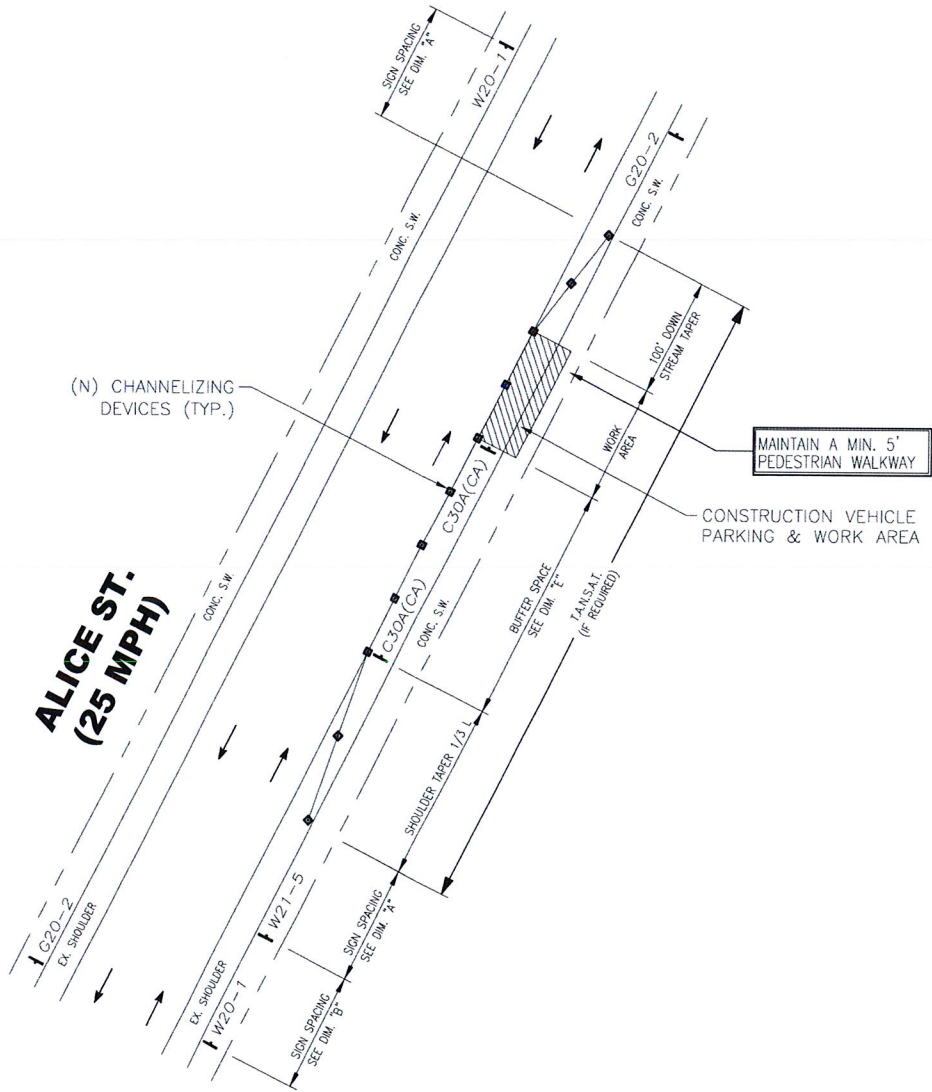 SIGN SPACING
SEE DIM. "A"
W20-1
G20-2
CONC. S.W.
CONC. S.W.
100' DOWN
STREAM TAPER
(N) CHANNELIZING
DEVICES (TYP.)
WORK
AREA
MAINTAIN A MIN. 5'
PEDESTRIAN WALKWAY
C30A(CA)
CONSTRUCTION VEHICLE
PARKING & WORK AREA
ALICE ST.
(25 MPH)
CONC. S.W.
C30A(CA)
CONC. S.W.
BUFFER SPACE
SEE DIM. "E"
T.A.N.S.A.T.
(IF REQUIRED)
SHOULDER TAPER 1/3 L
G20-2
EX. SHOULDER
W21-5
SIGN SPACING
SEE DIM. "A"
EX. SHOULDER
W20-1
SIGN SPACING
SEE DIM. "B"